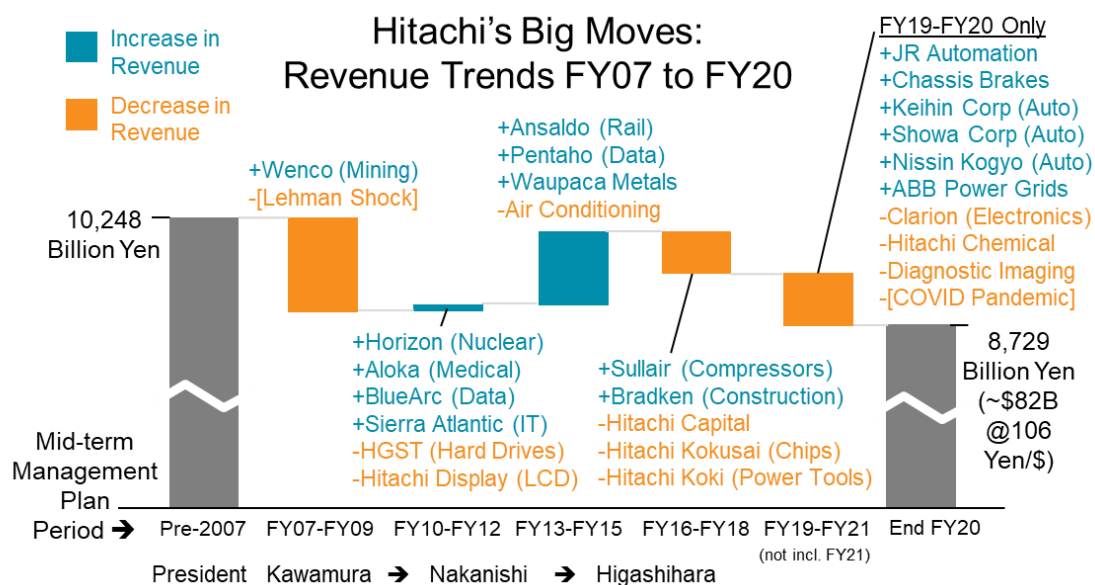 Hitachi's Big Moves:
Revenue Trends FY07 to FY20
Increase in
Revenue
Decrease in
Revenue
10,248
Billion Yen
+Wenco (Mining)
-[Lehman Shock]
+Horizon (Nuclear)
+Aloka (Medical)
+BlueArc (Data)
+Sierra Atlantic (IT)
-HGST (Hard Drives)
-Hitachi Display (LCD)
+Ansaldo (Rail)
+Pentaho (Data)
+Waupaca Metals
-Air Conditioning
+Sullair (Compressors)
+Bradken (Construction)
-Hitachi Capital
-Hitachi Kokusai (Chips)
-Hitachi Koki (Power Tools)
FY19-FY20 Only
+JR Automation
+Chassis Brakes
+Keihin Corp (Auto)
+Showa Corp (Auto)
+Nissin Kogyo (Auto)
+ABB Power Grids
-Clarion (Electronics)
-Hitachi Chemical
-Diagnostic Imaging
-[COVID Pandemic]
8,729
Billion Yen
(~$82B
@106
Yen/$)
Mid-term
Management
Plan
Period ➔ Pre-2007 FY07-FY09 FY10-FY12 FY13-FY15 FY16-FY18 FY19-FY21 End FY20
(not incl. FY21)
President Kawamura ➔ Nakanishi ➔ Higashihara